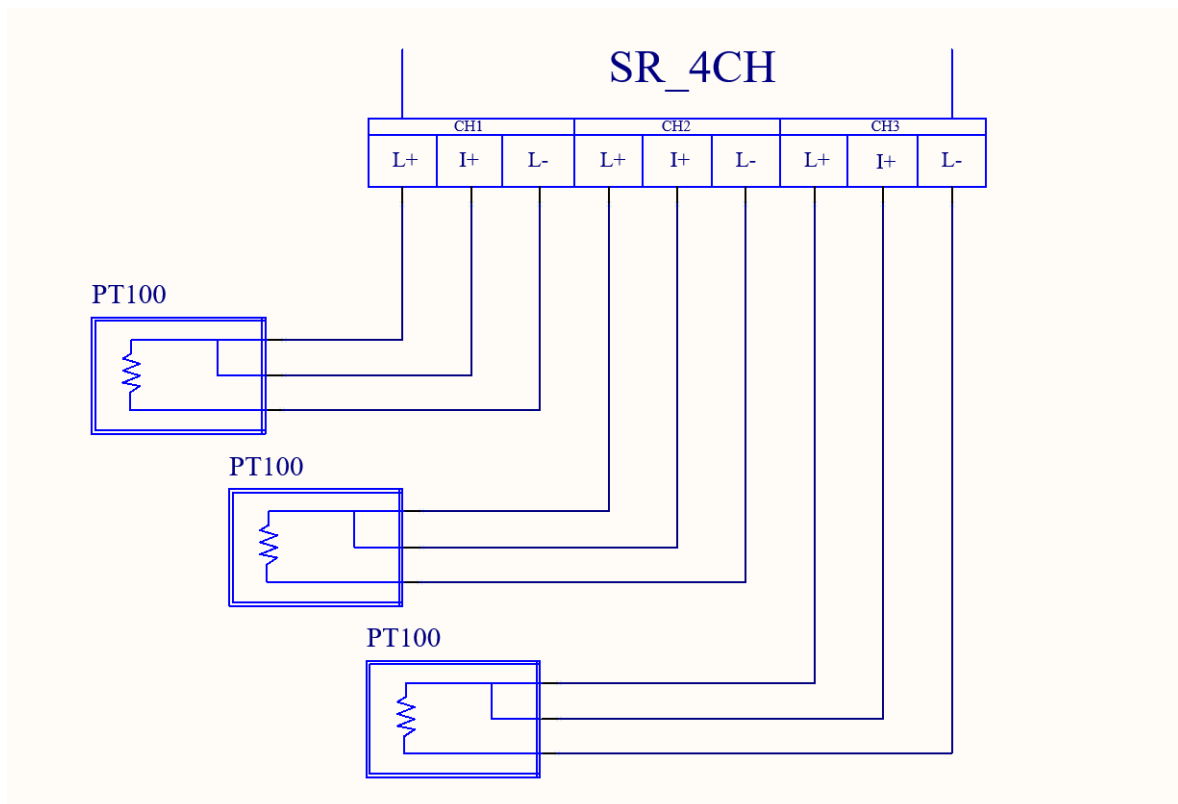 SR_4CH
CH1 CH2 CH3
L+ I+ L- L+ I+ L- L+ I+ L-
PT100
PT100
PT100